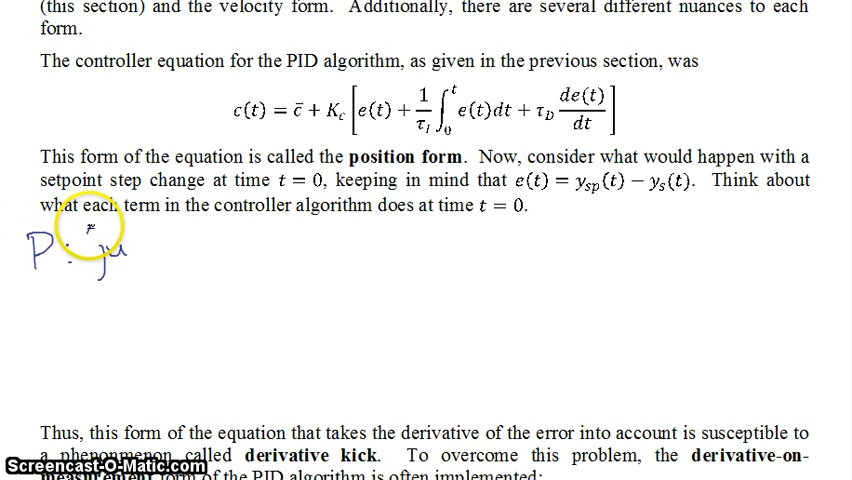 (this section) and the velocity form. Additionally, there are several different nuances to each
form.
The controller equation for the PID algorithm, as given in the previous section, was
c(t) = c̄ + K_c [e(t) + 1/τ_I ∫_0^t e(t)dt + τ_D de(t)/dt]
This form of the equation is called the position form. Now, consider what would happen with a
setpoint step change at time t = 0, keeping in mind that e(t) = y_sp(t) − y_s(t). Think about
what each term in the controller algorithm does at time t = 0.
P: ju
Thus, this form of the equation that takes the derivative of the error into account is susceptible to
a phenonmenon called derivative kick. To overcome this problem, the derivative-on-
measurement form of the PID algorithm is often implemented:
Screencast-O-Matic.com